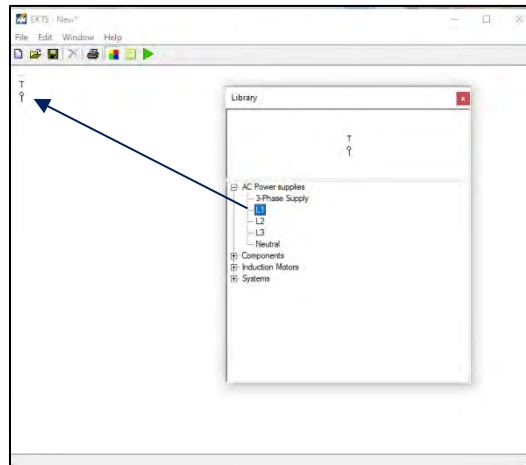 EKTS - New*
File Edit Window Help
T
Library
T
AC Power supplies
3-Phase Supply
L1
L2
L3
Neutral
Components
Induction Motors
Systems